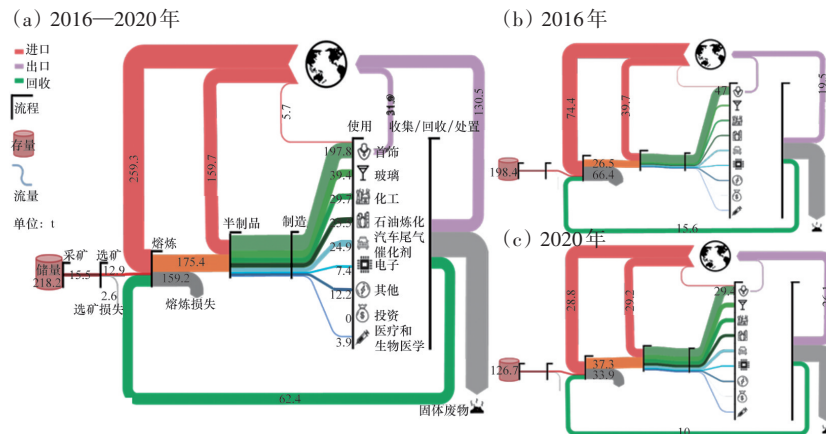 (a) 2016—2020年
进口
出口
回收
流程
存量
流量
单位：t
259.3
159.7
5.7
31.9
130.5
使用 收集/回收/处置
197.8 首饰
39.4 玻璃
29.7 化工
石油炼化
24.9 汽车尾气
催化剂
7.4 电子
12.2 其他
0 投资
3.9 医疗和
生物医学
半制品
制造
熔炼
175.4
159.2
熔炼损失
采矿 选矿
储量
218.2
15.5
12.9
2.6
选矿损失
62.4
固体废物
(b) 2016年
74.4
39.7
47
19.5
198.4
26.5
66.4
15.6
(c) 2020年
28.8
29.2
29.4
126.7
37.3
33.9
10